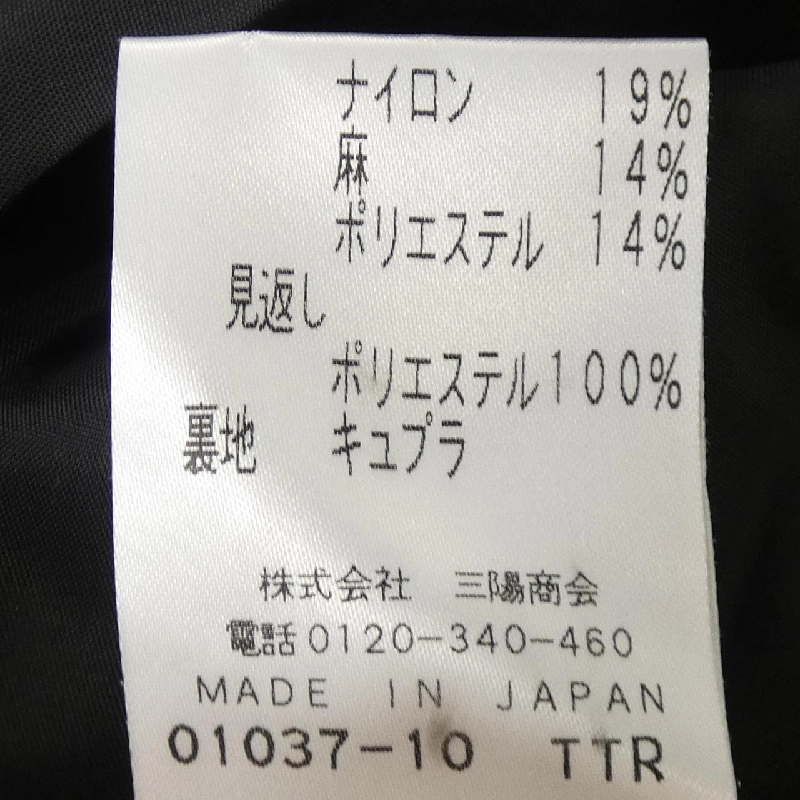 ナイロン 19%
麻 14%
ポリエステル 14%
見返し
ポリエステル100%
裏地 キュプラ
株式会社 三陽商会
電話0120-340-460
MADE IN JAPAN
01037-10 TTR